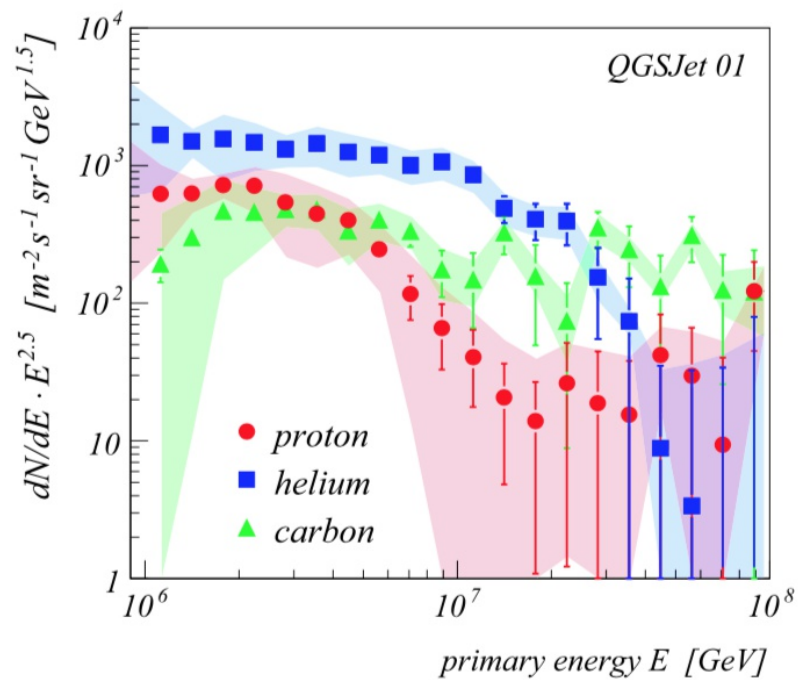 10^4
10^3
10^2
10
1
dN/dE · E^2.5 [m^-2 s^-1 sr^-1 GeV^1.5]
QGSJet 01
proton
helium
carbon
10^6
10^7
10^8
primary energy E [GeV]